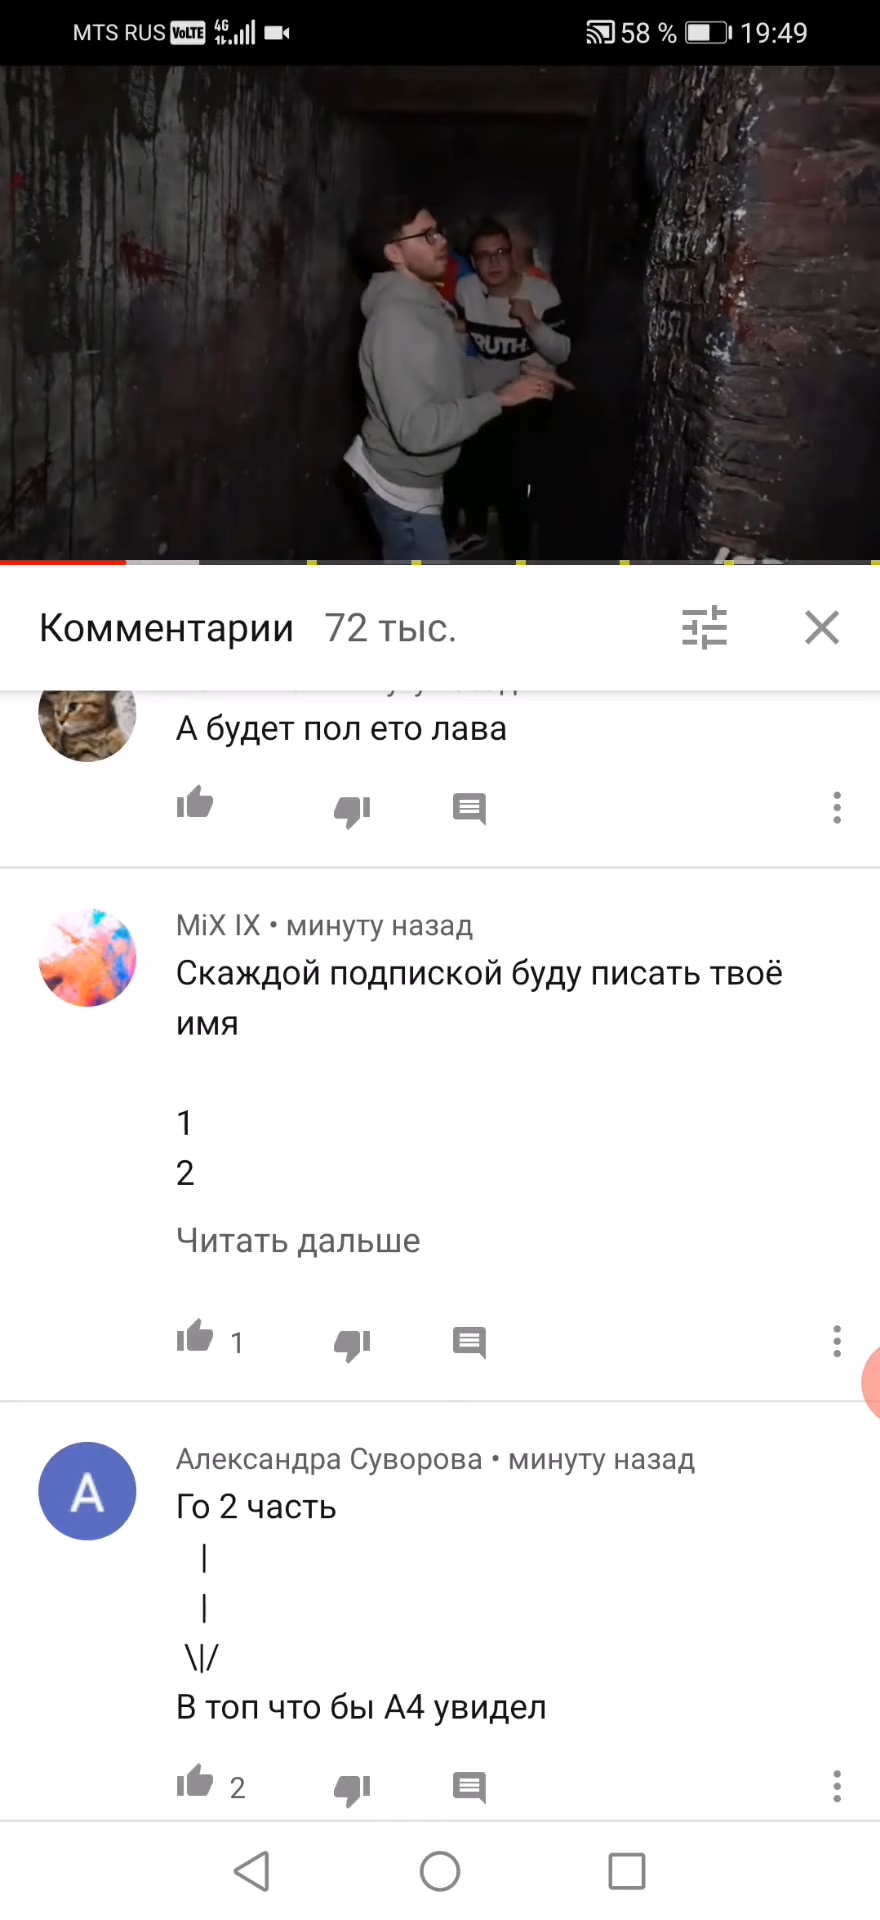 MTS RUS VoLTE 4G 58 % 19:49
RUTH
Комментарии 72 тыс.
А будет пол ето лава
MiX IX • минуту назад
Скаждой подпиской буду писать твоё
имя
1
2
Читать дальше
1
Александра Суворова • минуту назад
Го 2 часть
|
|
\|/
В топ что бы А4 увидел
2